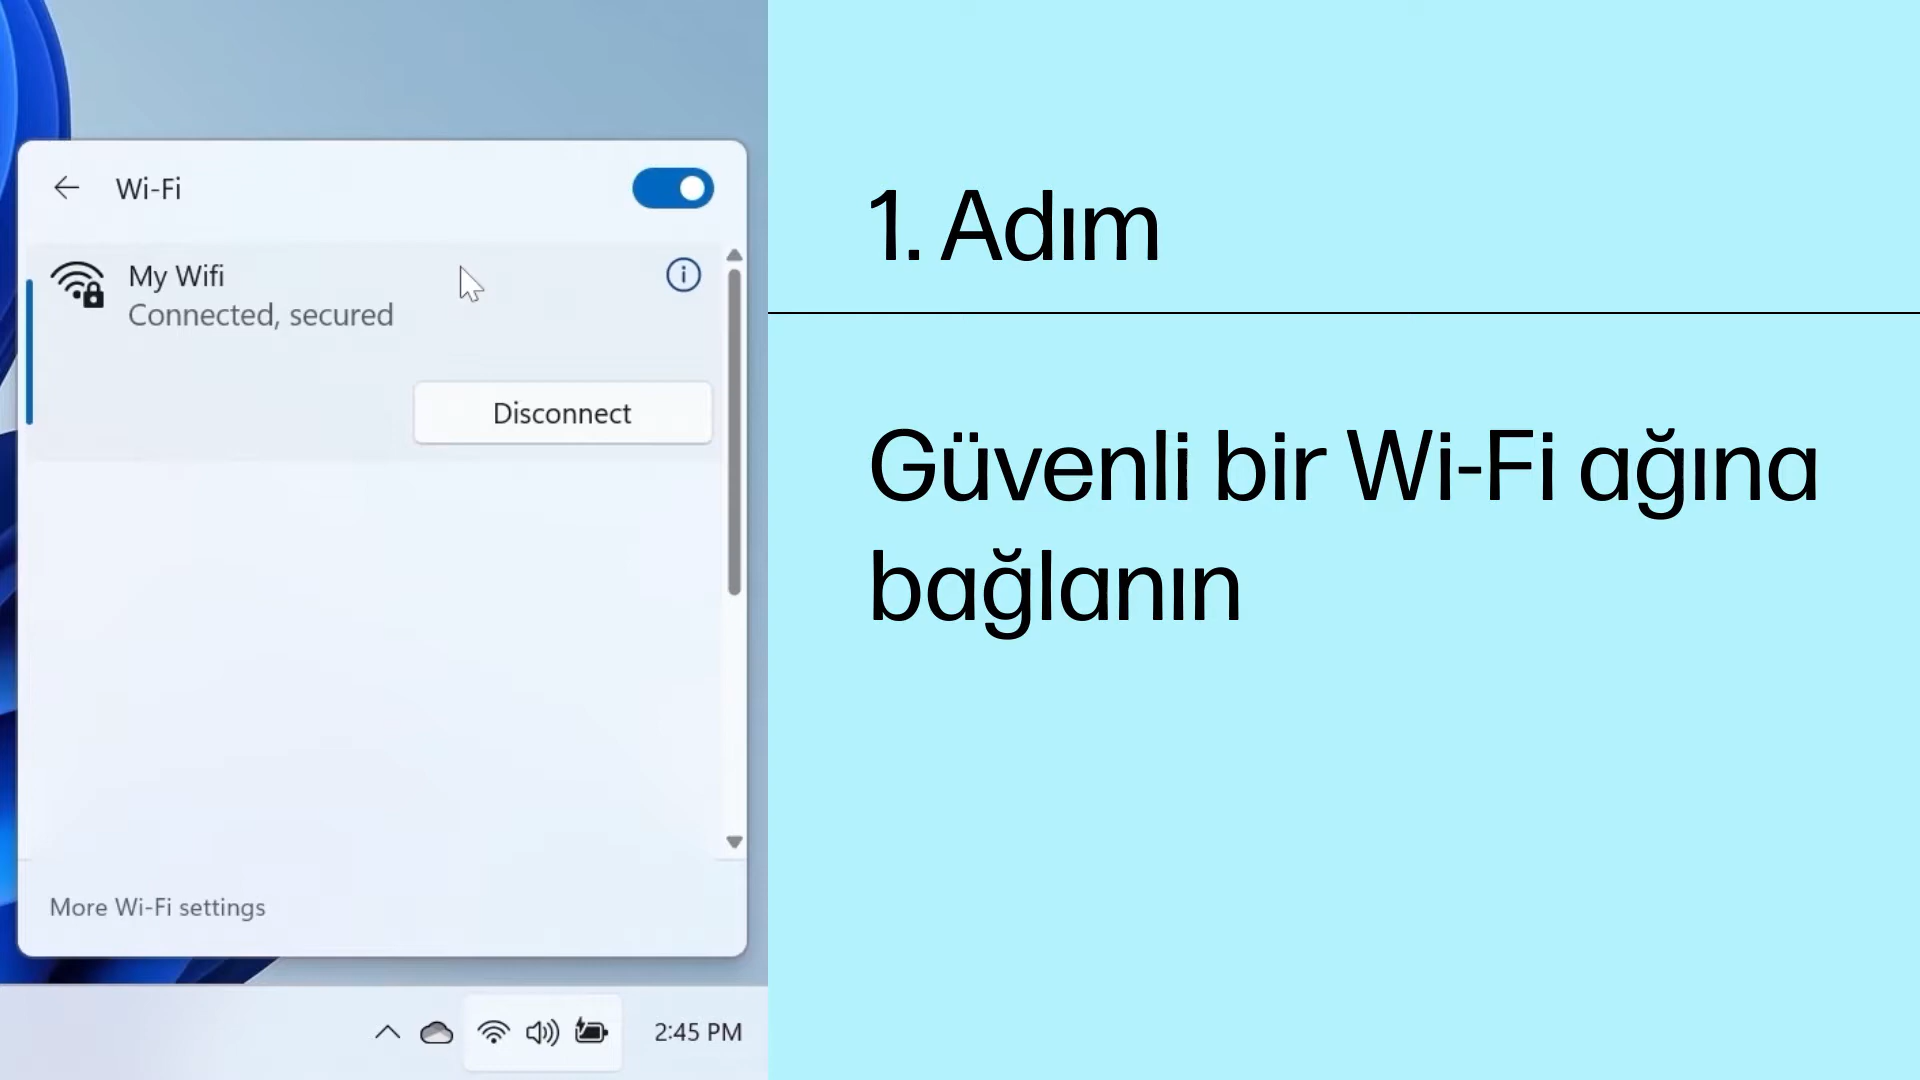 Wi-Fi
My Wifi
Connected, secured
Disconnect
More Wi-Fi settings
2:45 PM
1. Adım
Güvenli bir Wi-Fi ağına
bağlanın